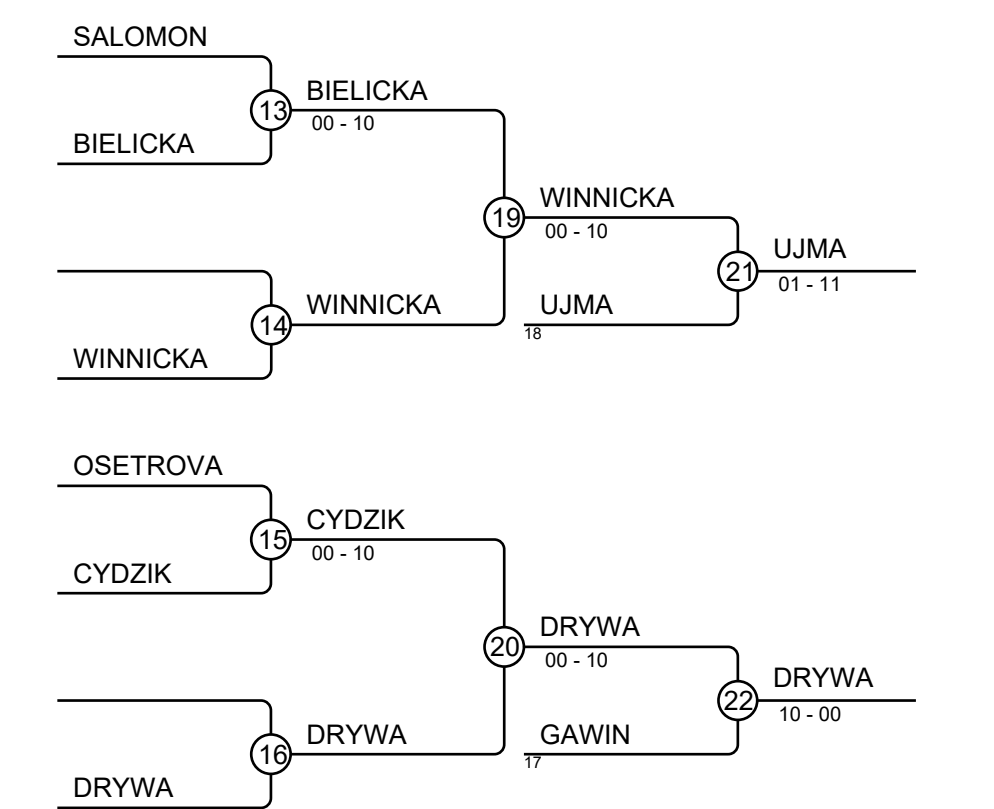 SALOMON
13
BIELICKA
00 - 10
BIELICKA
19
WINNICKA
00 - 10
21
UJMA
01 - 11
14
WINNICKA
UJMA
18
WINNICKA
OSETROVA
15
CYDZIK
00 - 10
CYDZIK
20
DRYWA
00 - 10
22
DRYWA
10 - 00
16
DRYWA
GAWIN
17
DRYWA